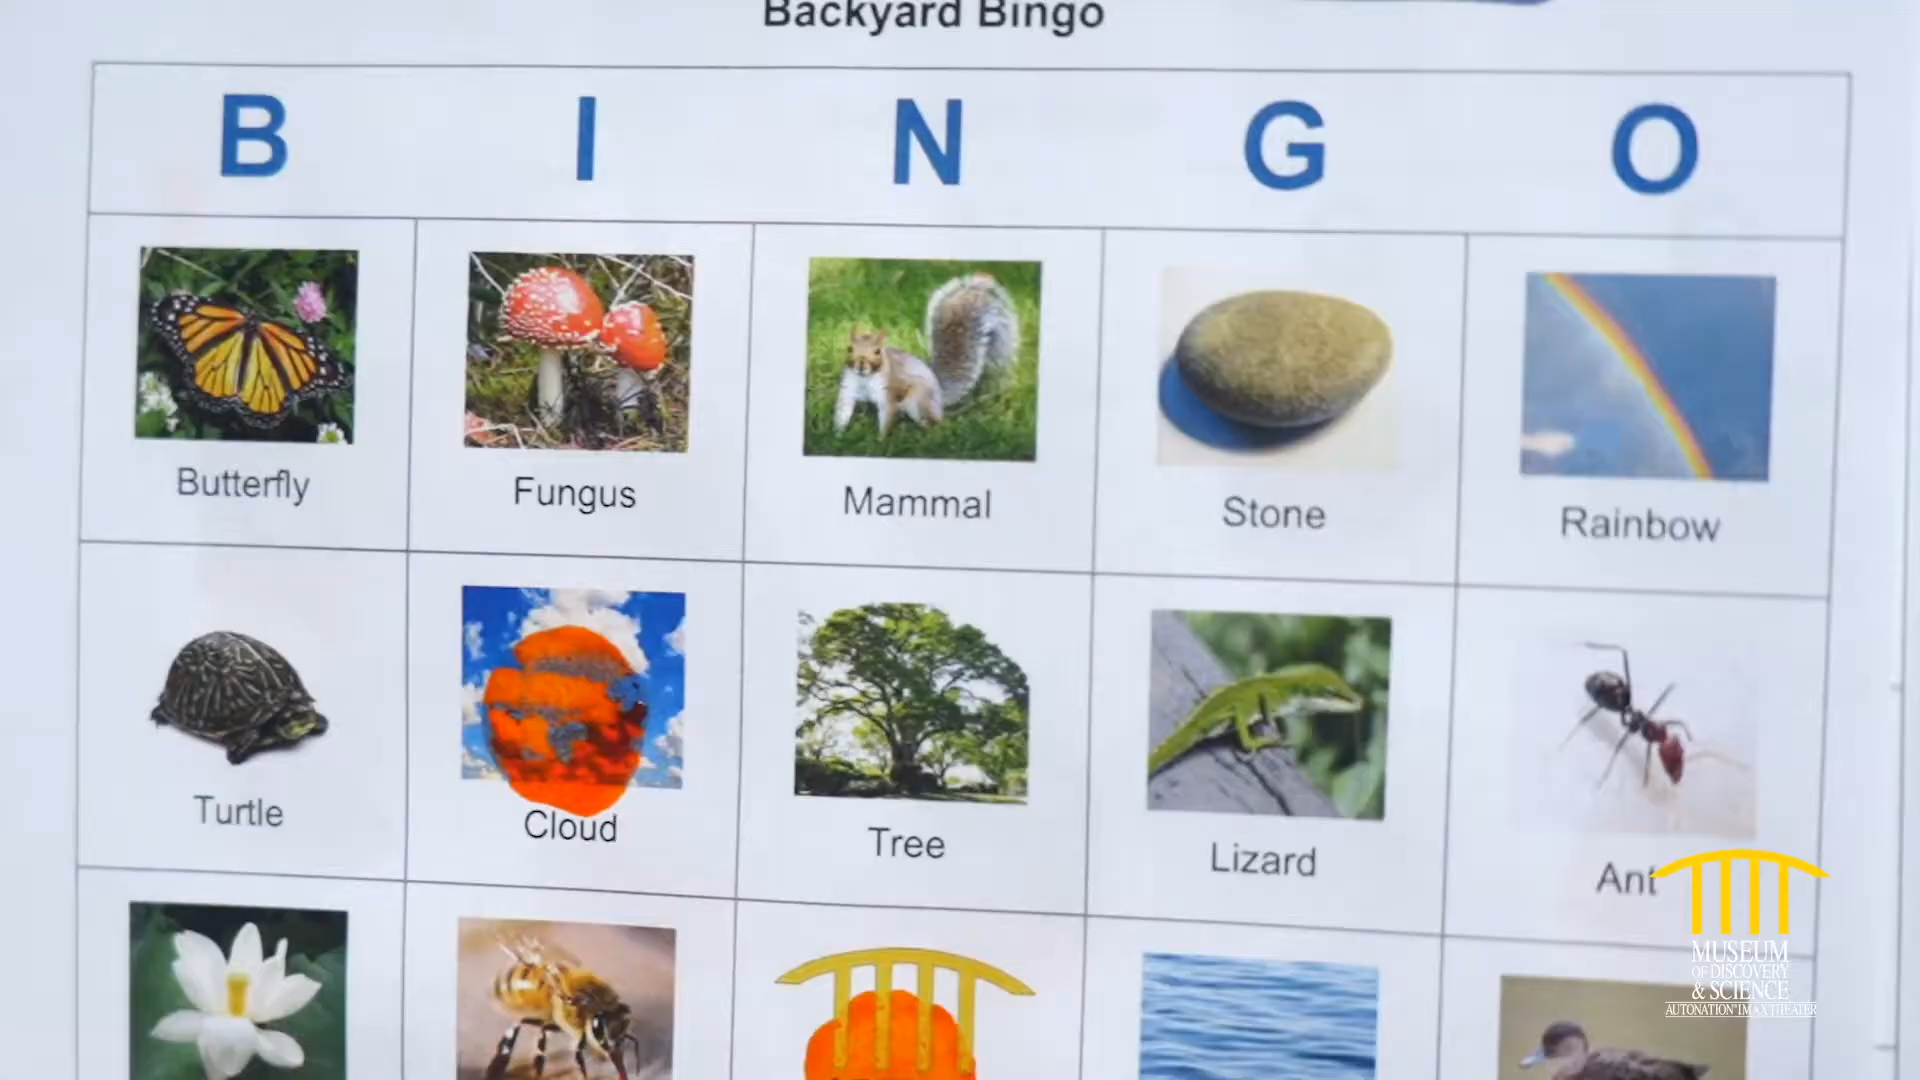 Backyard Bingo
B I N G O
Butterfly Fungus Mammal Stone Rainbow
Turtle Cloud Tree Lizard Ant
MUSEUM
OF DISCOVERY
& SCIENCE
AUTONATION® IMAX THEATER